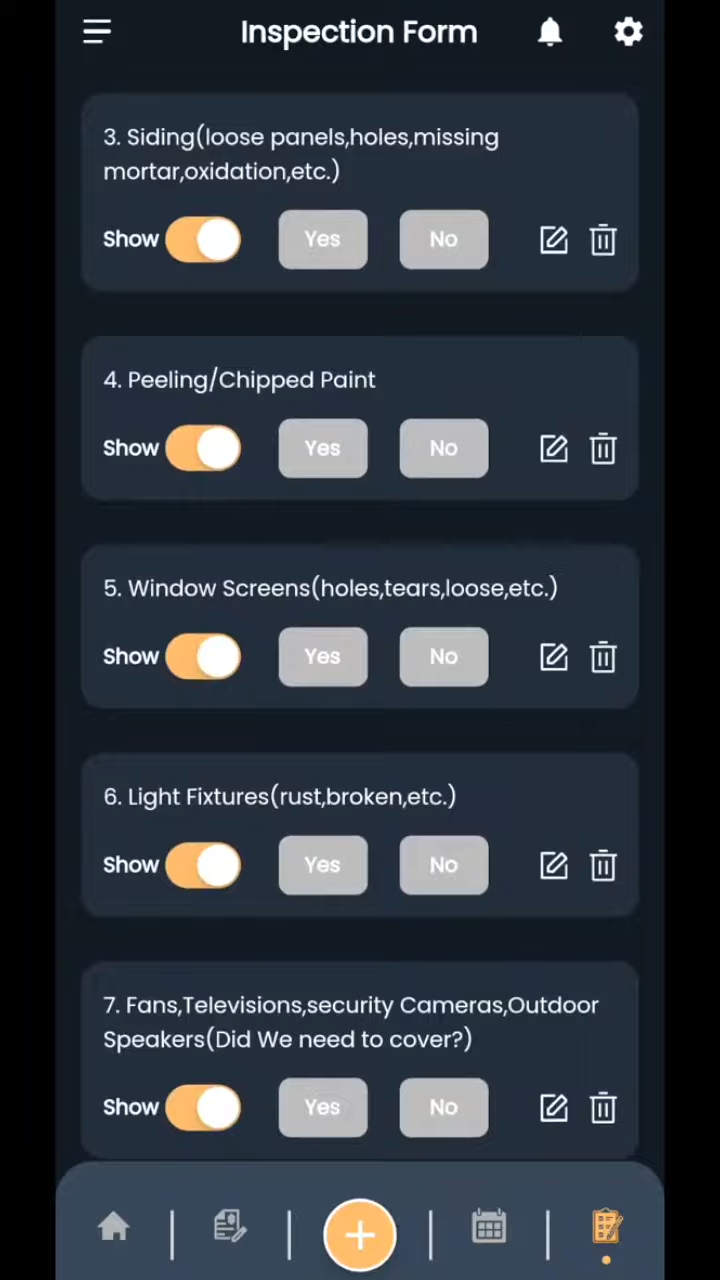 Inspection Form
3. Siding(loose panels,holes,missing
mortar,oxidation,etc.)
Show Yes No
4. Peeling/Chipped Paint
Show Yes No
5. Window Screens(holes,tears,loose,etc.)
Show Yes No
6. Light Fixtures(rust,broken,etc.)
Show Yes No
7. Fans,Televisions,security Cameras,Outdoor
Speakers(Did We need to cover?)
Show Yes No